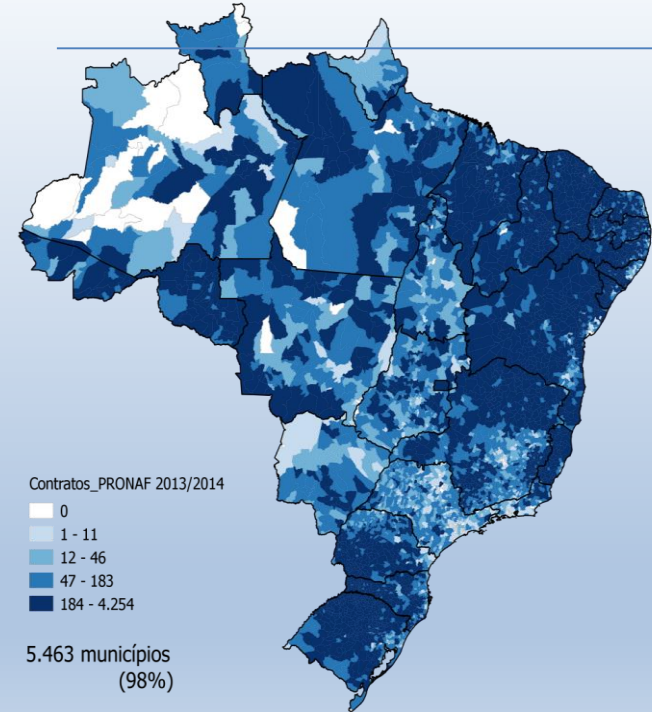 Contratos_PRONAF 2013/2014
0
1 - 11
12 - 46
47 - 183
184 - 4.254
5.463 municípios
(98%)